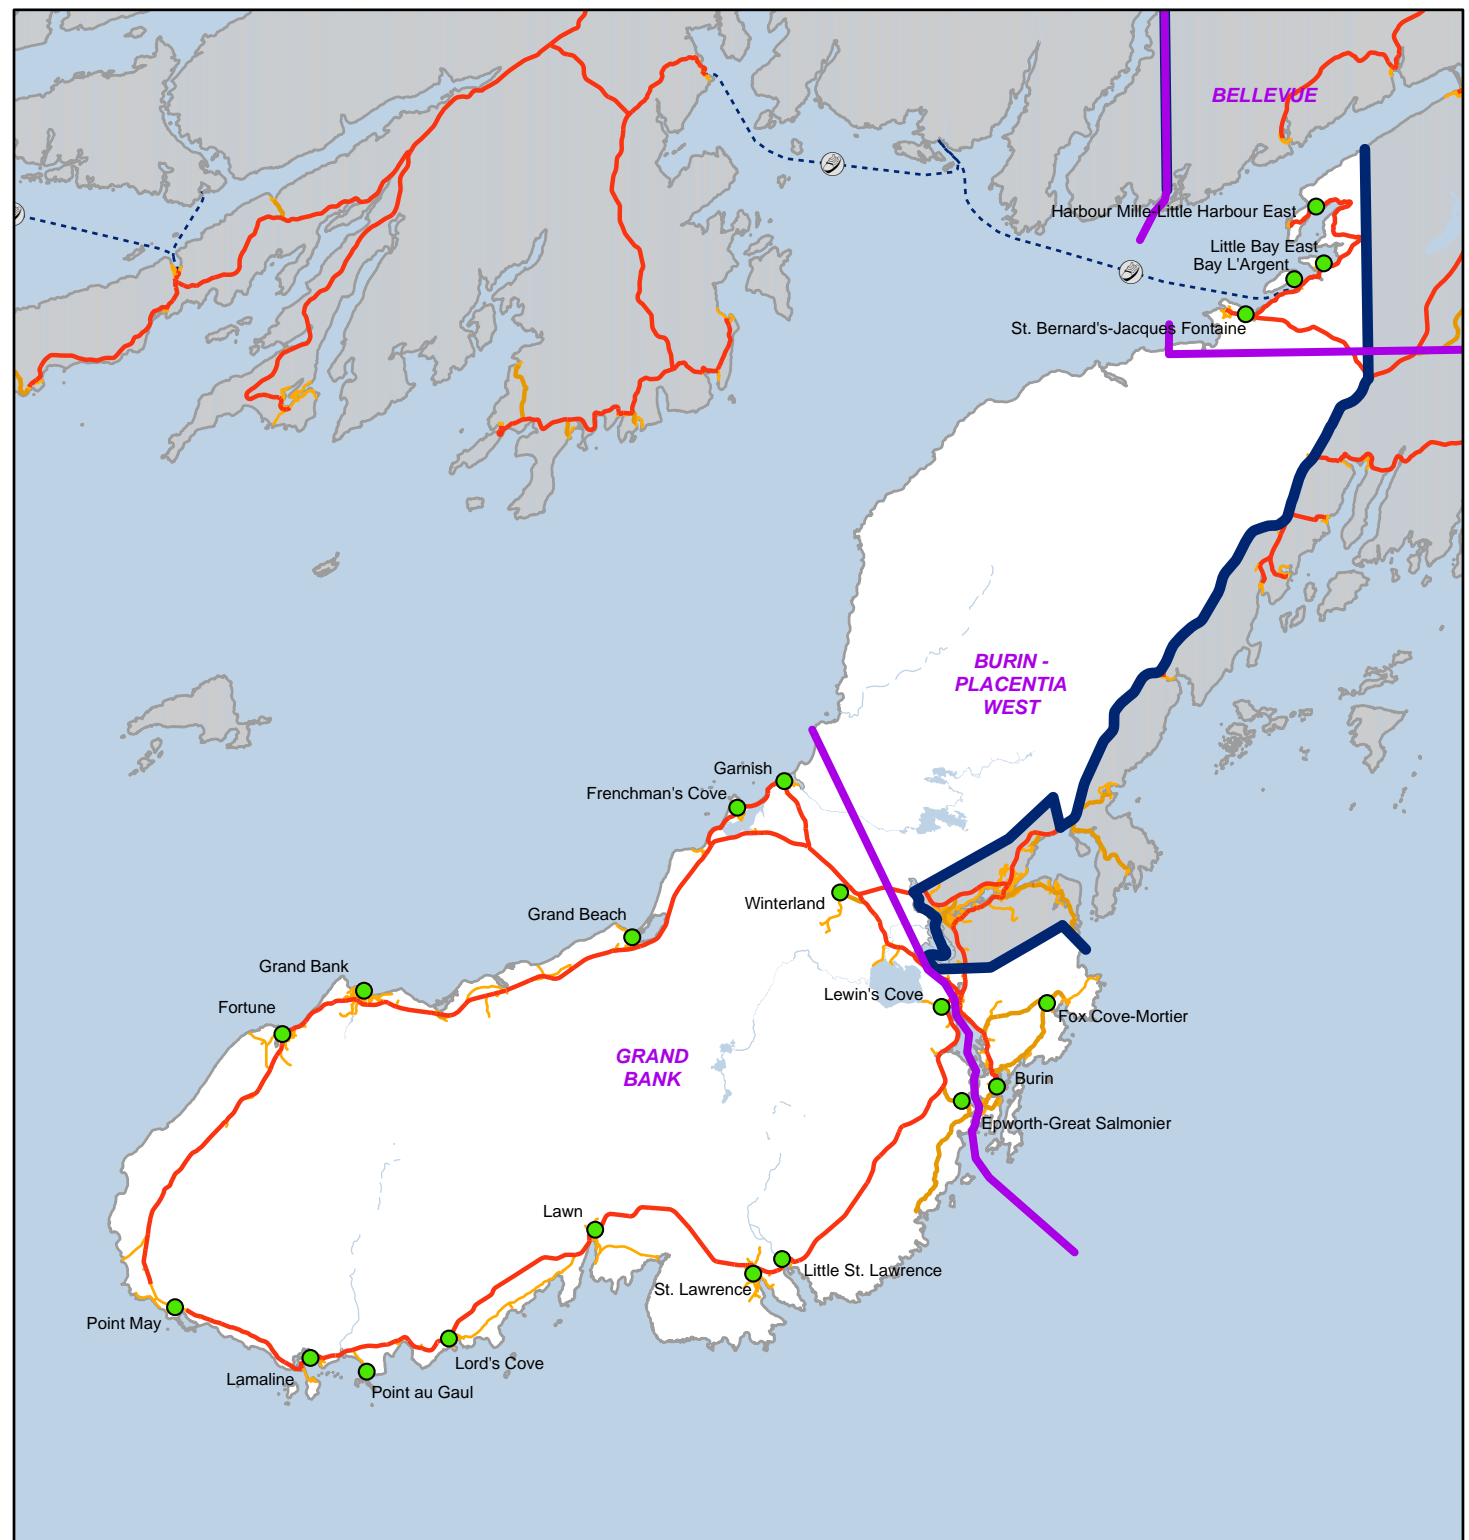 BELLEVUE
Harbour Mille-Little Harbour East
Little Bay East
Bay L'Argent
St. Bernard's-Jacques Fontaine
BURIN -
PLACENTIA
WEST
Garnish
Frenchman's Cove
Winterland
Grand Beach
Grand Bank
Fortune
Lewin's Cove
Fox Cove-Mortier
GRAND
BANK
Burin
Epworth-Great Salmonier
Lawn
Little St. Lawrence
St. Lawrence
Point May
Lord's Cove
Lamaline
Point au Gaul